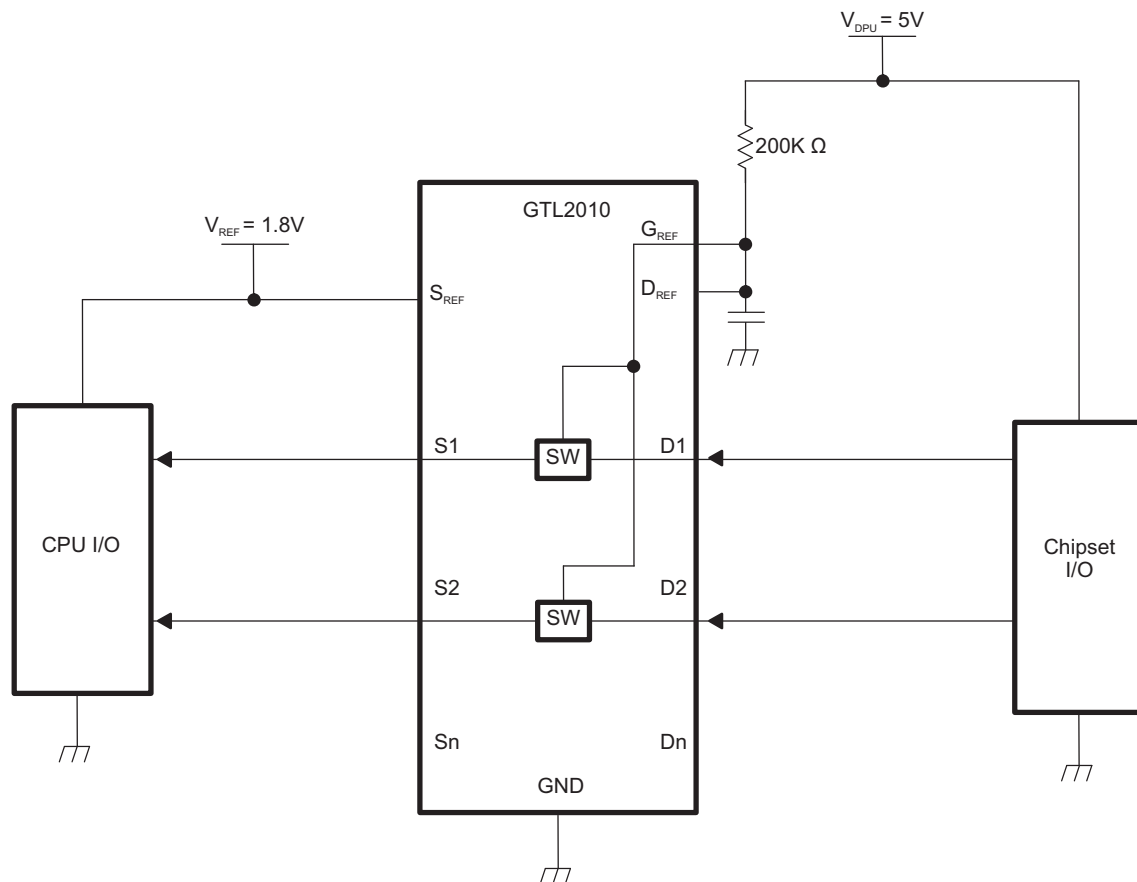 V_DPU = 5V
200K Ω
GTL2010
V_REF = 1.8V
G_REF
S_REF
D_REF
S1
SW
D1
CPU I/O
Chipset
I/O
S2
SW
D2
Sn
Dn
GND